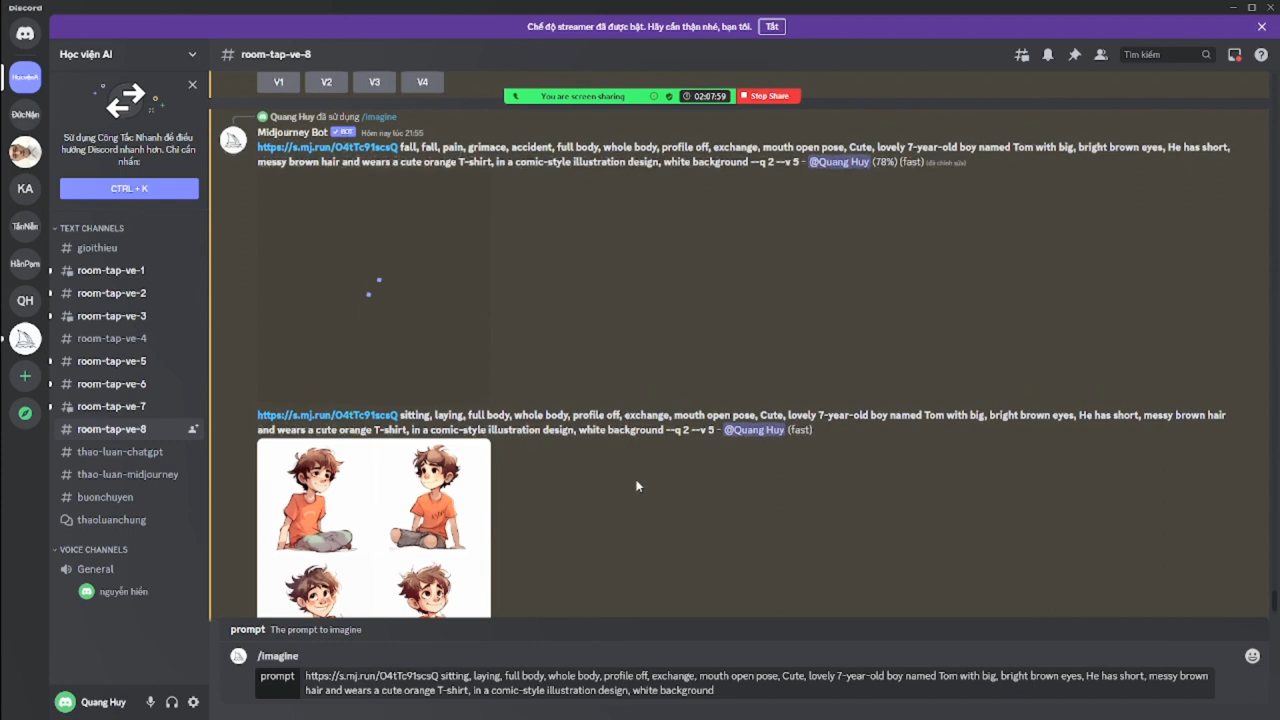 Discord
Chế độ streamer đã được bật. Hãy cẩn thận nhé, bạn tôi.
Tắt
Học viện AI
room-tap-ve-8
Tìm kiếm
V1
V2
V3
V4
You are screen sharing
02:07:59
Stop Share
Sử dụng Công Tắc Nhanh để điều
hướng Discord nhanh hơn. Chỉ cần
nhấn:
CTRL + K
ĐứcNận
KA
TấnNẫn
HẳnPạm
QH
TEXT CHANNELS
gioithieu
room-tap-ve-1
room-tap-ve-2
room-tap-ve-3
room-tap-ve-4
room-tap-ve-5
room-tap-ve-6
room-tap-ve-7
room-tap-ve-8
thao-luan-chatgpt
thao-luan-midjourney
buonchuyen
thaoluanchung
VOICE CHANNELS
General
nguyễn hiền
Quang Huy
Quang Huy đã sử dụng /imagine
Midjourney Bot BOT Hôm nay lúc 21:55
https://s.mj.run/O4tTc91scsQ fall, fall, pain, grimace, accident, full body, whole body, profile off, exchange, mouth open pose, Cute, lovely 7-year-old boy named Tom with big, bright brown eyes, He has short,
messy brown hair and wears a cute orange T-shirt, in a comic-style illustration design, white background --q 2 --v 5 - @Quang Huy (78%) (fast) (đã chỉnh sửa)
https://s.mj.run/O4tTc91scsQ sitting, laying, full body, whole body, profile off, exchange, mouth open pose, Cute, lovely 7-year-old boy named Tom with big, bright brown eyes, He has short, messy brown hair
and wears a cute orange T-shirt, in a comic-style illustration design, white background --q 2 --v 5 - @Quang Huy (fast)
prompt The prompt to imagine
/imagine
prompt https://s.mj.run/O4tTc91scsQ sitting, laying, full body, whole body, profile off, exchange, mouth open pose, Cute, lovely 7-year-old boy named Tom with big, bright brown eyes, He has short, messy brown
hair and wears a cute orange T-shirt, in a comic-style illustration design, white background